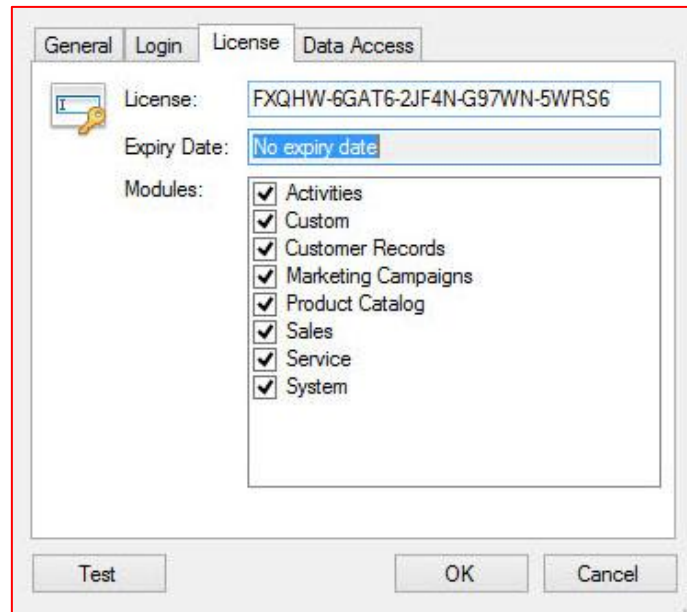 General Login License Data Access
License: FXQHW-6GAT6-2JF4N-G97WN-5WRS6
Expiry Date: No expiry date
Modules:
Activities
Custom
Customer Records
Marketing Campaigns
Product Catalog
Sales
Service
System
Test OK Cancel